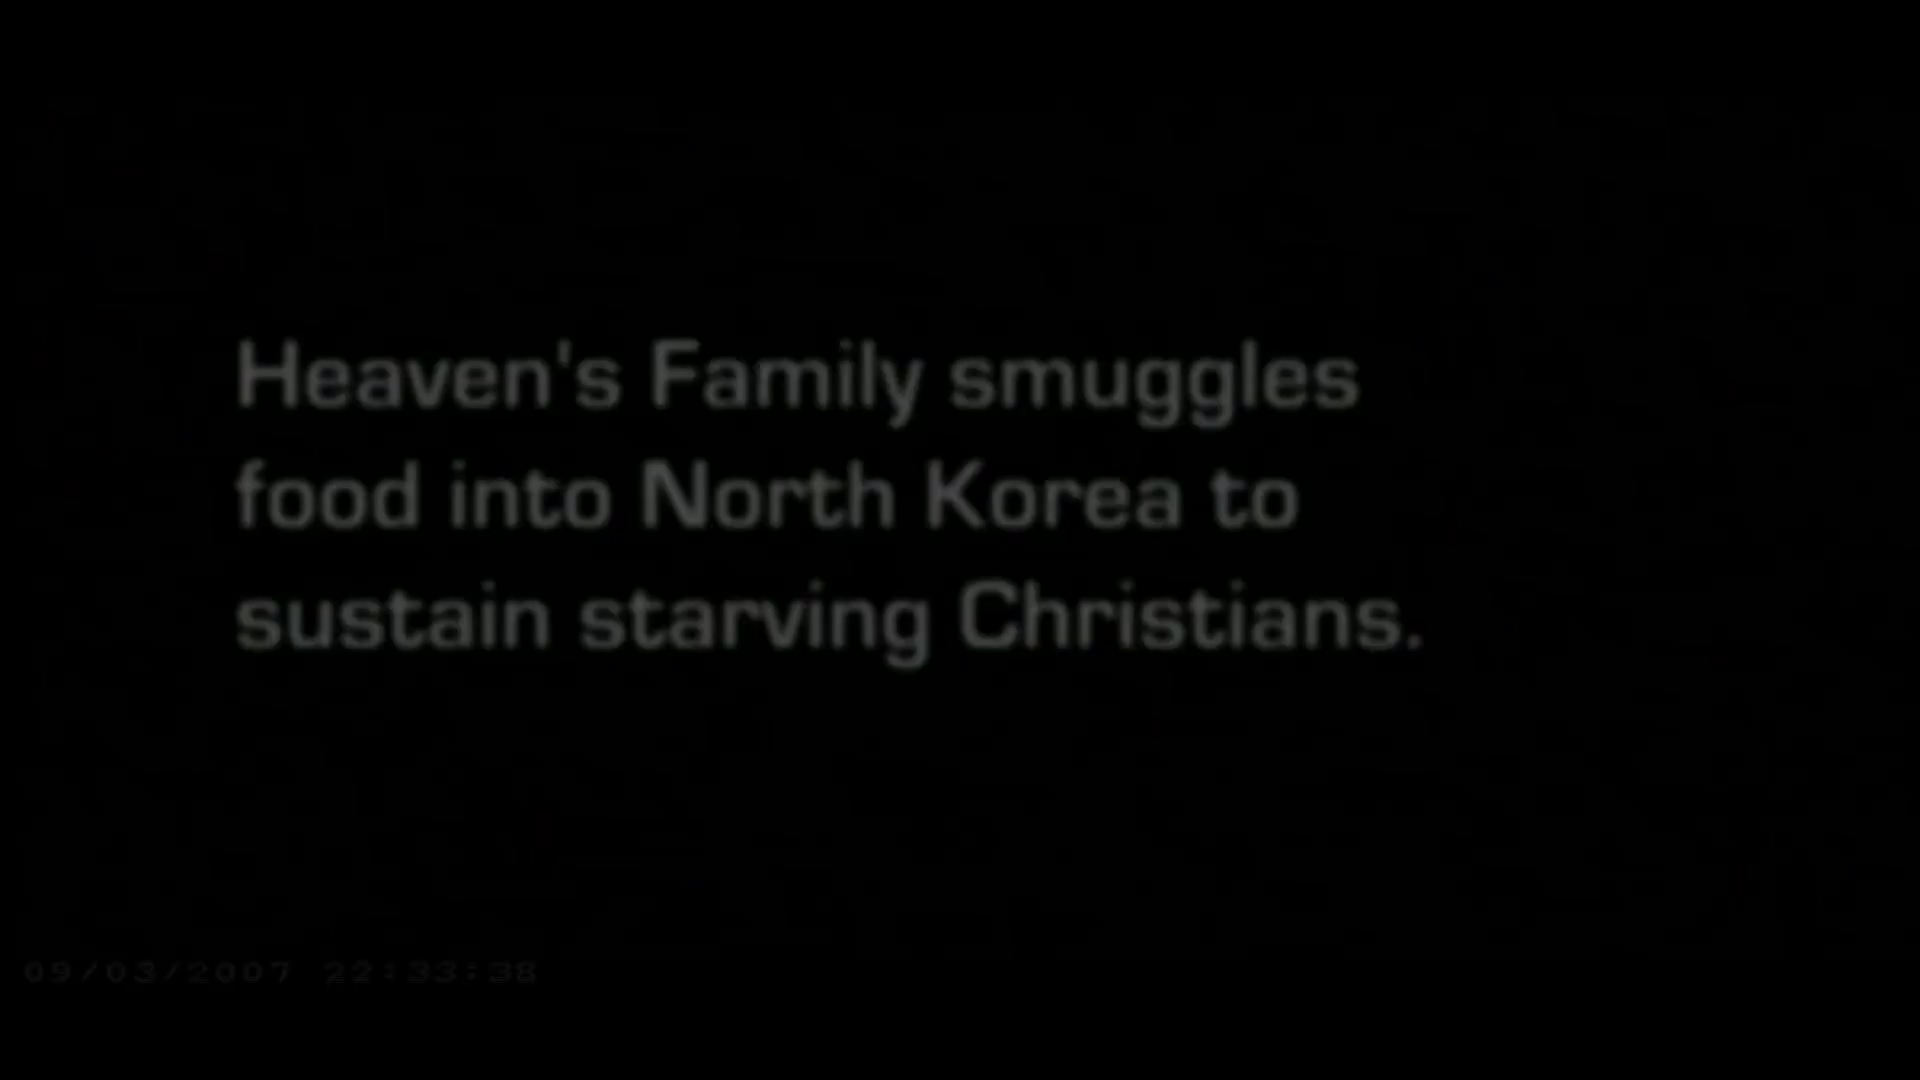 Heaven's Family smuggles
food into North Korea to
sustain starving Christians.
09/03/2007 22:33:38